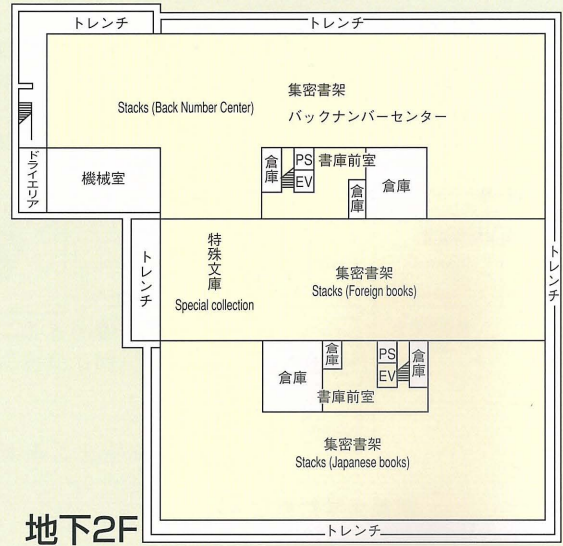 トレンチ
トレンチ
集密書架
Stacks (Back Number Center)
バックナンバーセンター
ドライエリア
機械室
倉庫
PS
EV
書庫前室
倉庫
倉庫
トレンチ
特殊文庫
Special collection
集密書架
Stacks (Foreign books)
トレンチ
倉庫
倉庫
PS
EV
倉庫
書庫前室
集密書架
Stacks (Japanese books)
地下2F
トレンチ